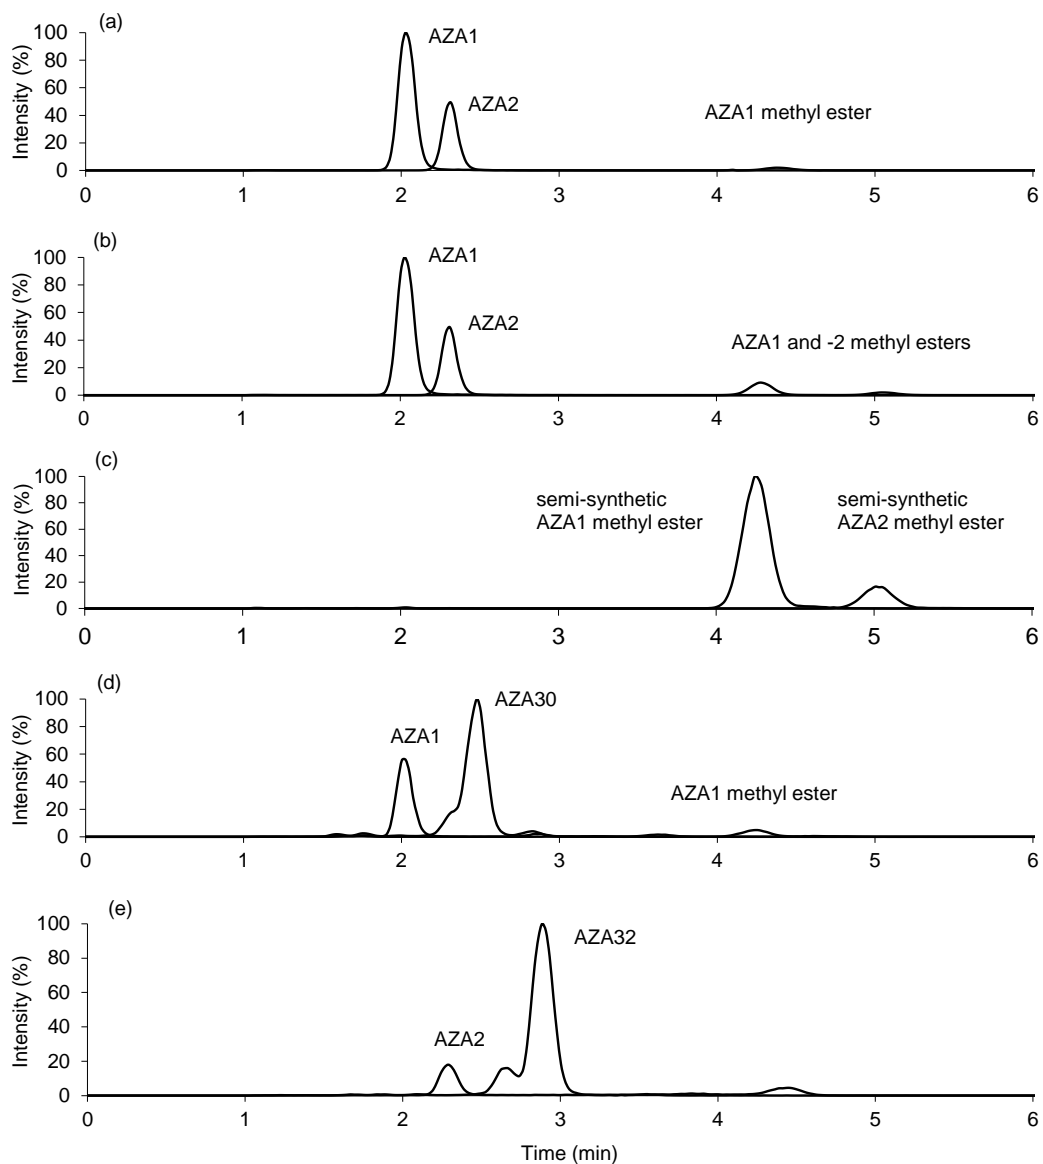 (a)
Intensity (%)
100
80
60
40
20
0
AZA1
AZA2
AZA1 methyl ester
0 1 2 3 4 5 6
(b)
Intensity (%)
100
80
60
40
20
0
AZA1
AZA2
AZA1 and -2 methyl esters
0 1 2 3 4 5 6
(c)
Intensity (%)
100
80
60
40
20
0
semi-synthetic
AZA1 methyl ester
semi-synthetic
AZA2 methyl ester
0 1 2 3 4 5 6
(d)
Intensity (%)
100
80
60
40
20
0
AZA1
AZA30
AZA1 methyl ester
0 1 2 3 4 5 6
(e)
Intensity (%)
100
80
60
40
20
0
AZA2
AZA32
0 1 2 3 4 5 6
Time (min)